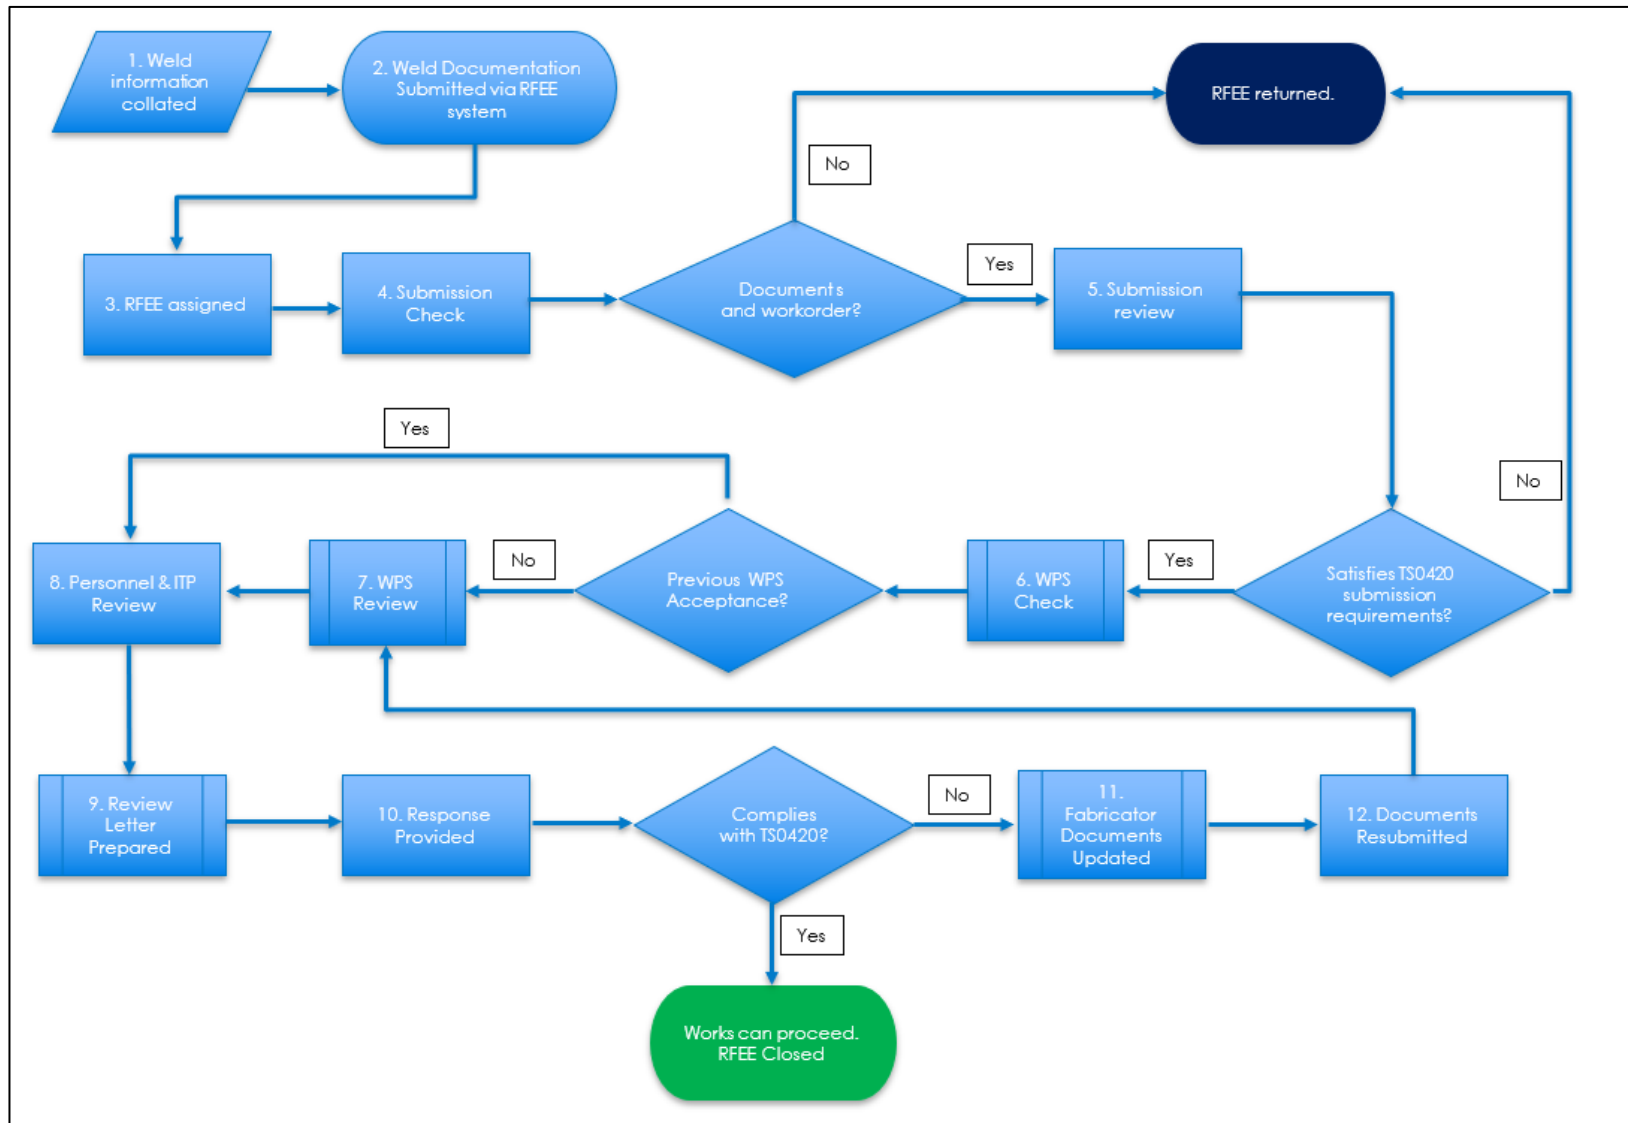 1. Weld
information
collated
2. Weld Documentation
Submitted via RFEE
system
RFEE returned.
No
3. RFEE assigned
4. Submission
Check
Documents
and workorder?
Yes
5. Submission
review
Yes
No
8. Personnel & ITP
Review
7. WPS
Review
No
Previous WPS
Acceptance?
6. WPS
Check
Yes
Satisfies TS0420
submission
requirements?
9. Review
Letter
Prepared
10. Response
Provided
Complies
with TS0420?
No
11.
Fabricator
Documents
Updated
12. Documents
Resubmitted
Yes
Works can proceed.
RFEE Closed